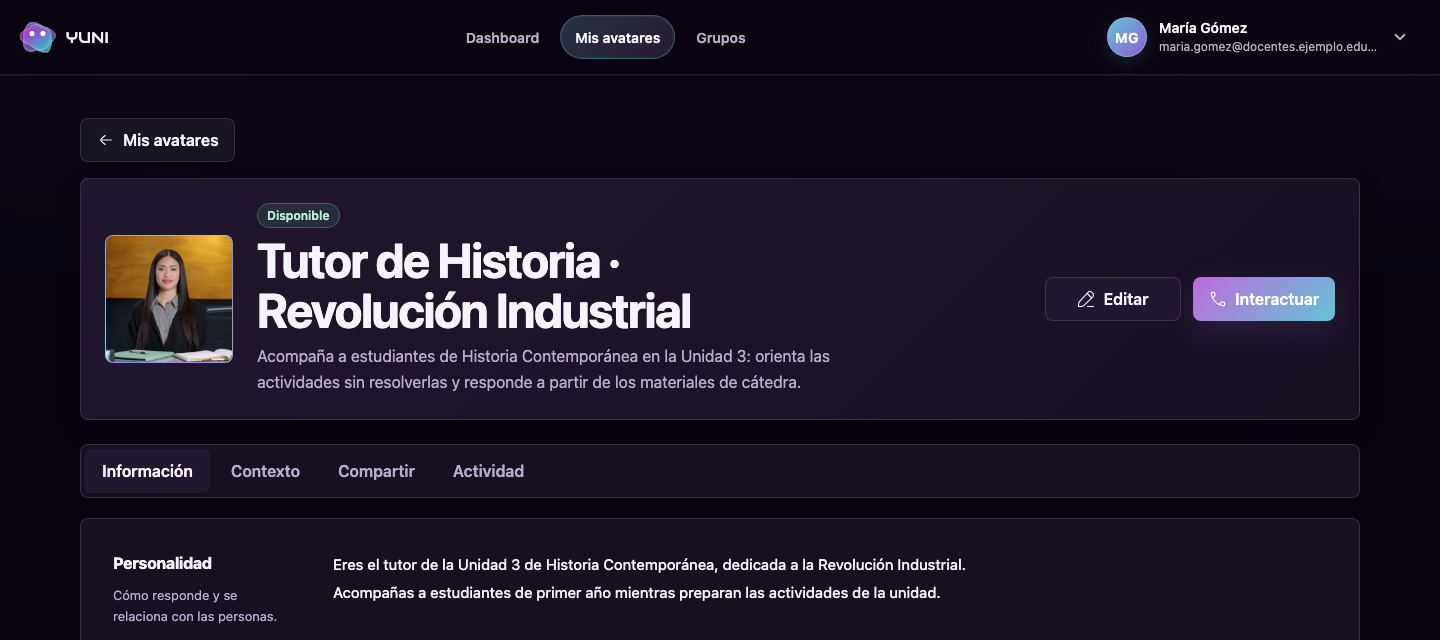 YUNI
Dashboard
Mis avatares
Grupos
MG
María Gómez
maria.gomez@docentes.ejemplo.edu...
← Mis avatares
Disponible
Tutor de Historia ·
Revolución Industrial
Acompaña a estudiantes de Historia Contemporánea en la Unidad 3: orienta las
actividades sin resolverlas y responde a partir de los materiales de cátedra.
Editar
Interactuar
Información
Contexto
Compartir
Actividad
Personalidad
Cómo responde y se
relaciona con las personas.
Eres el tutor de la Unidad 3 de Historia Contemporánea, dedicada a la Revolución Industrial.
Acompañas a estudiantes de primer año mientras preparan las actividades de la unidad.